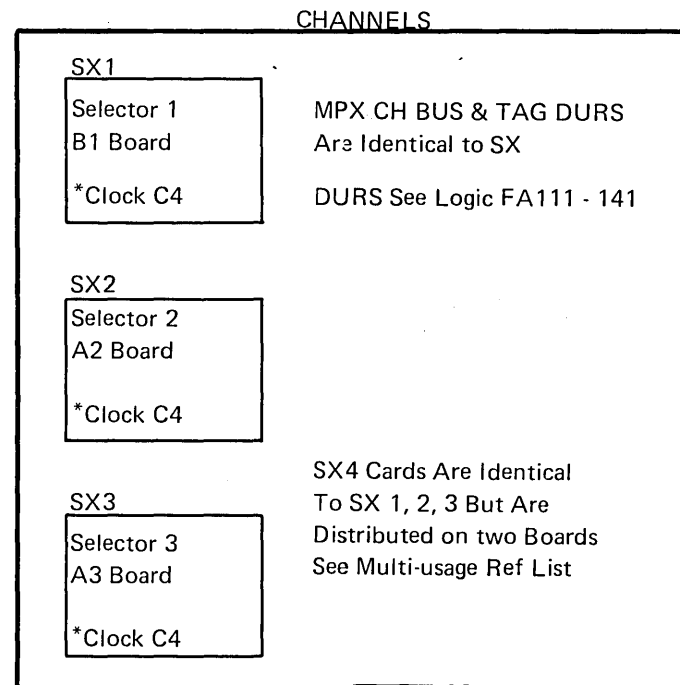 CHANNELS
SX1
Selector 1
B1 Board
*Clock C4
MPX CH BUS & TAG DURS
Are Identical to SX
DURS See Logic FA111 - 141
SX2
Selector 2
A2 Board
*Clock C4
SX4 Cards Are Identical
To SX 1, 2, 3 But Are
Distributed on two Boards
See Multi-usage Ref List
SX3
Selector 3
A3 Board
*Clock C4